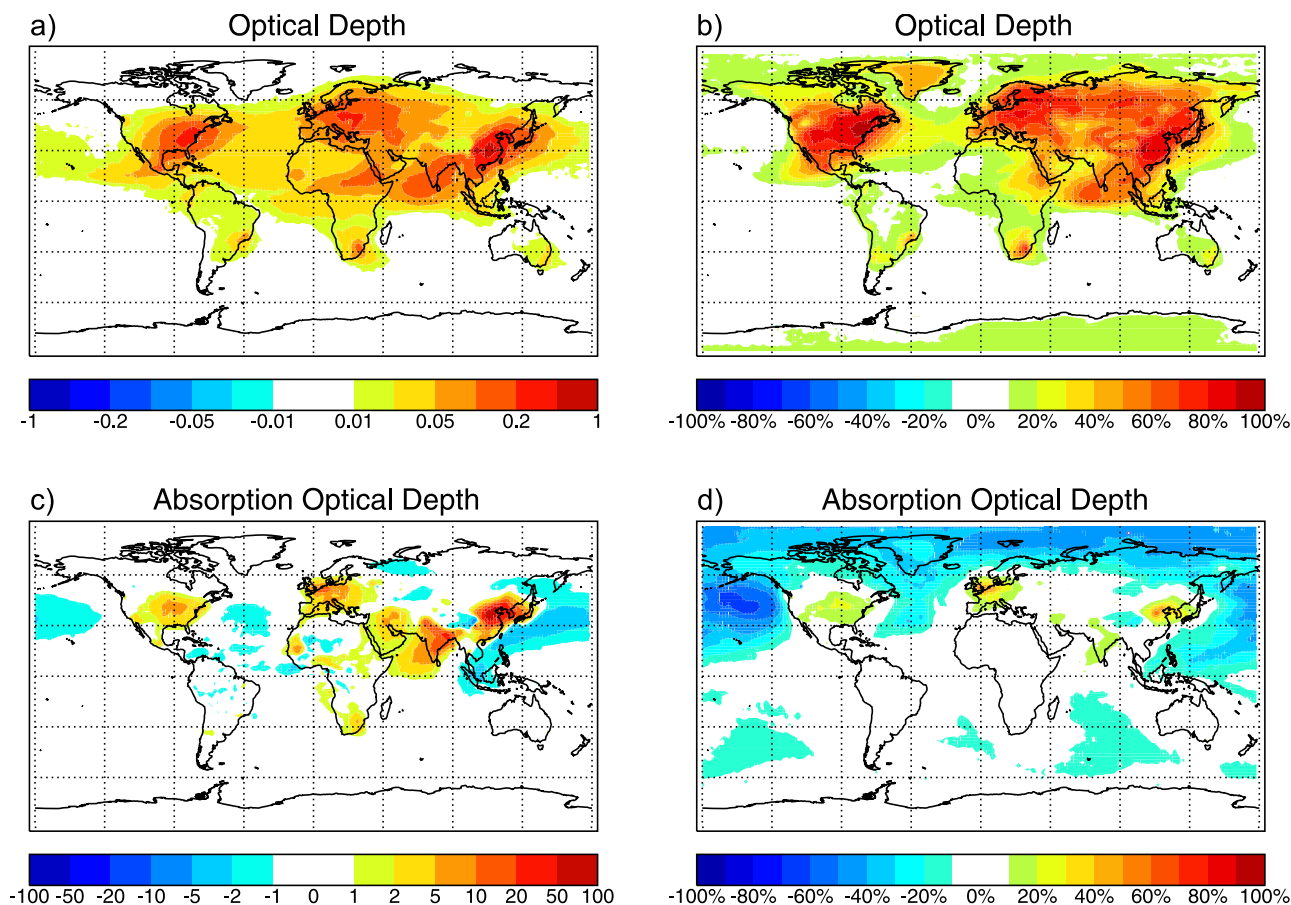 a) Optical Depth
b) Optical Depth
-1 -0.2 -0.05 -0.01 0.01 0.05 0.2 1
-100% -80% -60% -40% -20% 0% 20% 40% 60% 80% 100%
c) Absorption Optical Depth
d) Absorption Optical Depth
-100 -50 -20 -10 -5 -2 -1 0 1 2 5 10 20 50 100
-100% -80% -60% -40% -20% 0% 20% 40% 60% 80% 100%